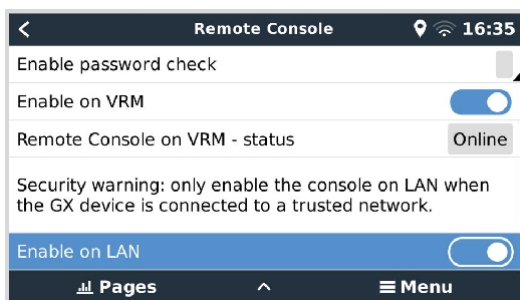 Remote Console 16:35
Enable password check
Enable on VRM
Remote Console on VRM - status Online
Security warning: only enable the console on LAN when
the GX device is connected to a trusted network.
Enable on LAN
Pages Menu